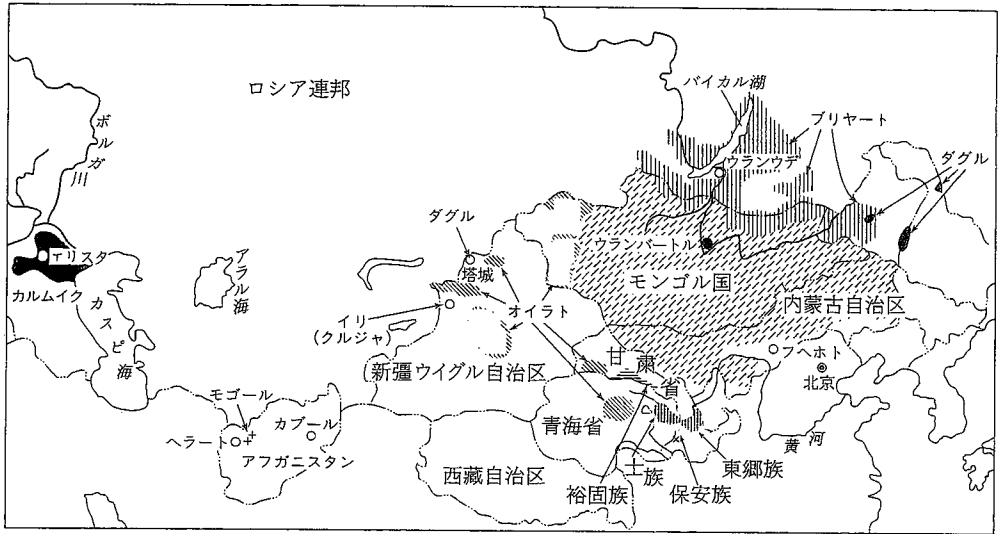 ロシア連邦
バイカル湖
ブリヤート
ダグル
ボルガ川
ウランウデ
ダグル
エリスタ
塔城
ウランバートル
カルムイク
カスピ海
アラル海
モンゴル国
内蒙古自治区
イリ
(クルジャ)
オイラト
フヘホト
北京
新疆ウイグル自治区
甘粛省
モゴール
カブール
ヘラート
アフガニスタン
青海省
黄河
西藏自治区
土族
東郷族
裕固族
保安族